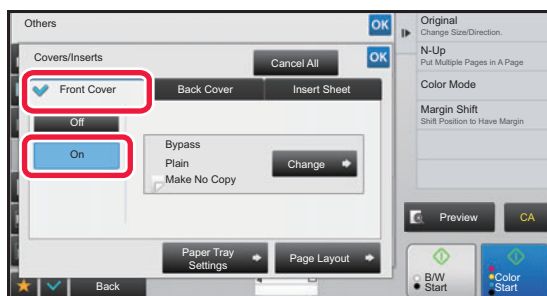 Others
OK
Covers/Inserts
Cancel All
OK
Front Cover
Back Cover
Insert Sheet
Off
On
Bypass
Plain
Make No Copy
Change
Paper Tray
Settings
Page Layout
Back
Original
Change Size/Direction.
N-Up
Put Multiple Pages in A Page
Color Mode
Margin Shift
Shift Position to Have Margin
Preview
CA
B/W
Start
Color
Start